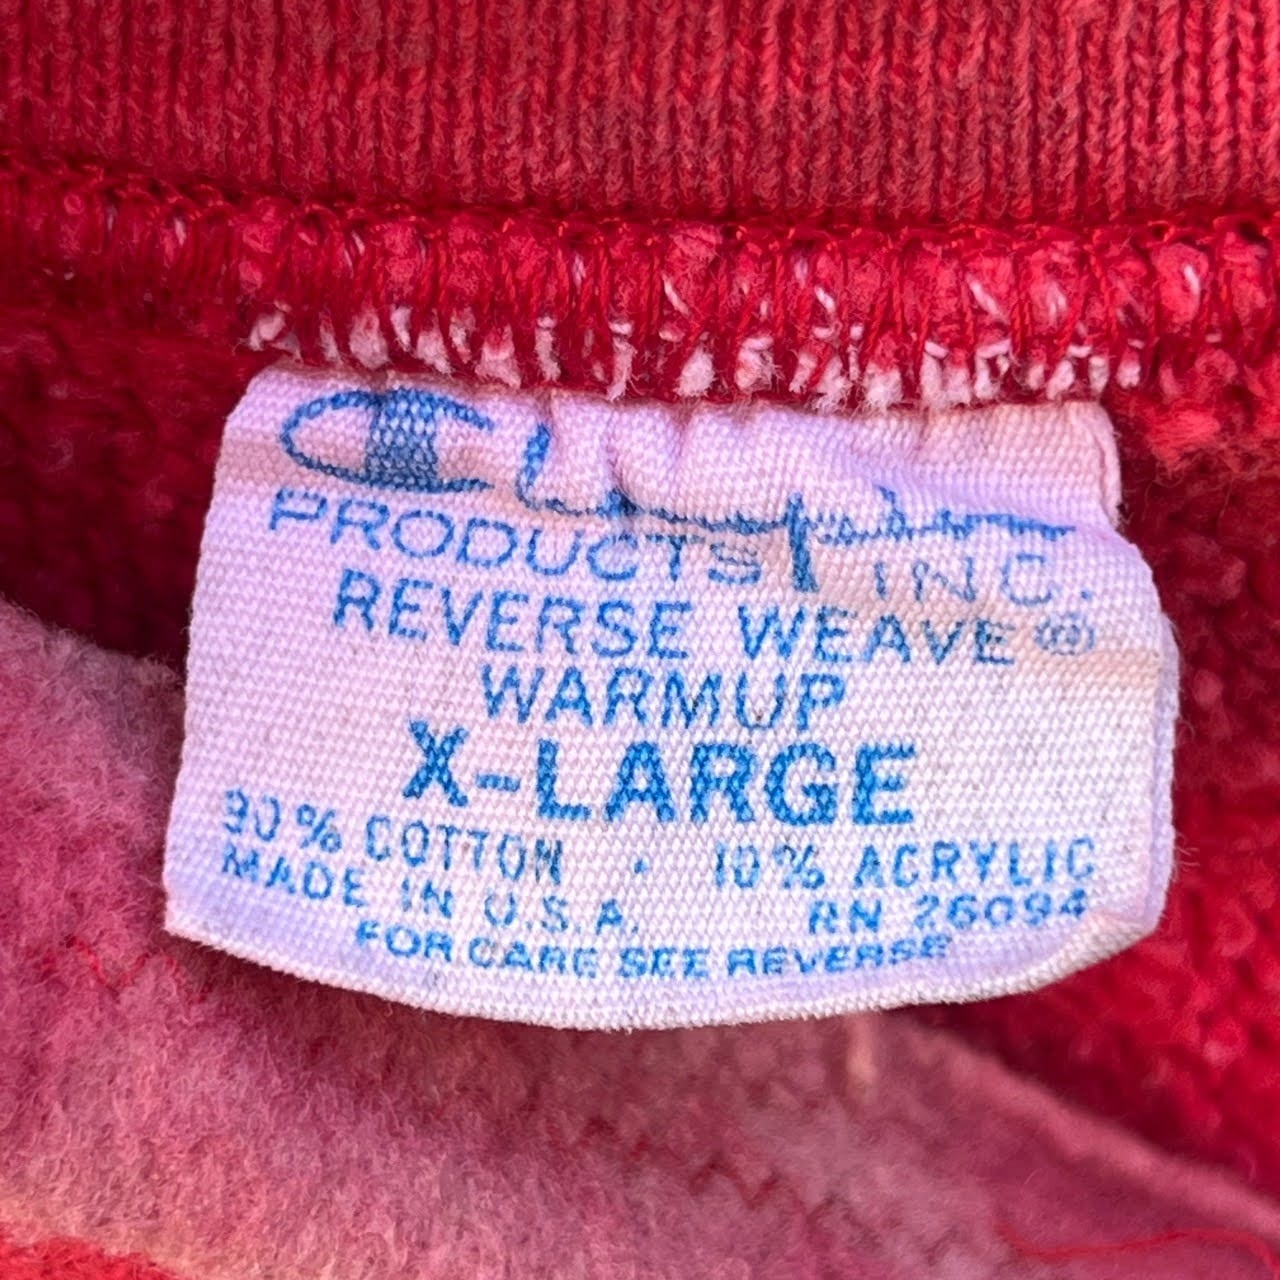 Champion
PRODUCTS INC.
REVERSE WEAVE®
WARMUP
X-LARGE
90% COTTON · 10% ACRYLIC
MADE IN U.S.A. RN 26094
FOR CARE SEE REVERSE